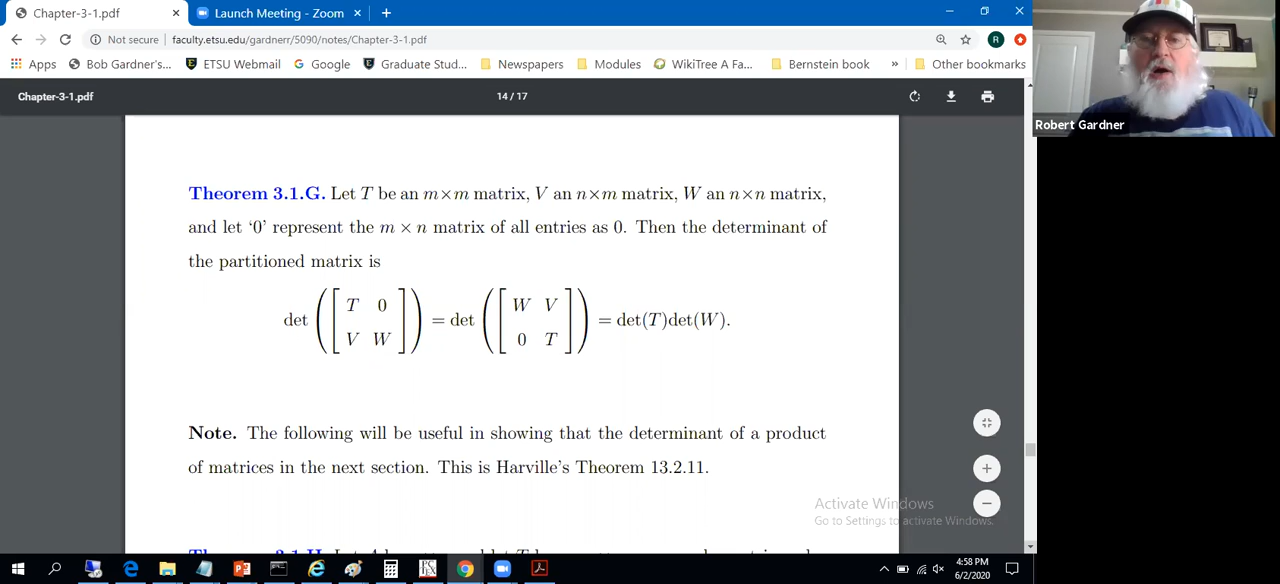 Chapter-3-1.pdf
Launch Meeting - Zoom
Not secure | faculty.etsu.edu/gardnerr/5090/notes/Chapter-3-1.pdf
R
Apps Bob Gardner's... ETSU Webmail Google Graduate Stud... Newspapers Modules WikiTree A Fa... Bernstein book » Other bookmarks
Chapter-3-1.pdf 14 / 17
Robert Gardner
Theorem 3.1.G. Let T be an m×m matrix, V an n×m matrix, W an n×n matrix,
and let ‘0’ represent the m × n matrix of all entries as 0. Then the determinant of
the partitioned matrix is
det ([ T 0 ; V W ]) = det ([ W V ; 0 T ]) = det(T)det(W).
Note. The following will be useful in showing that the determinant of a product
of matrices in the next section. This is Harville's Theorem 13.2.11.
Activate Windows
Go to Settings to activate Windows.
4:58 PM
6/2/2020